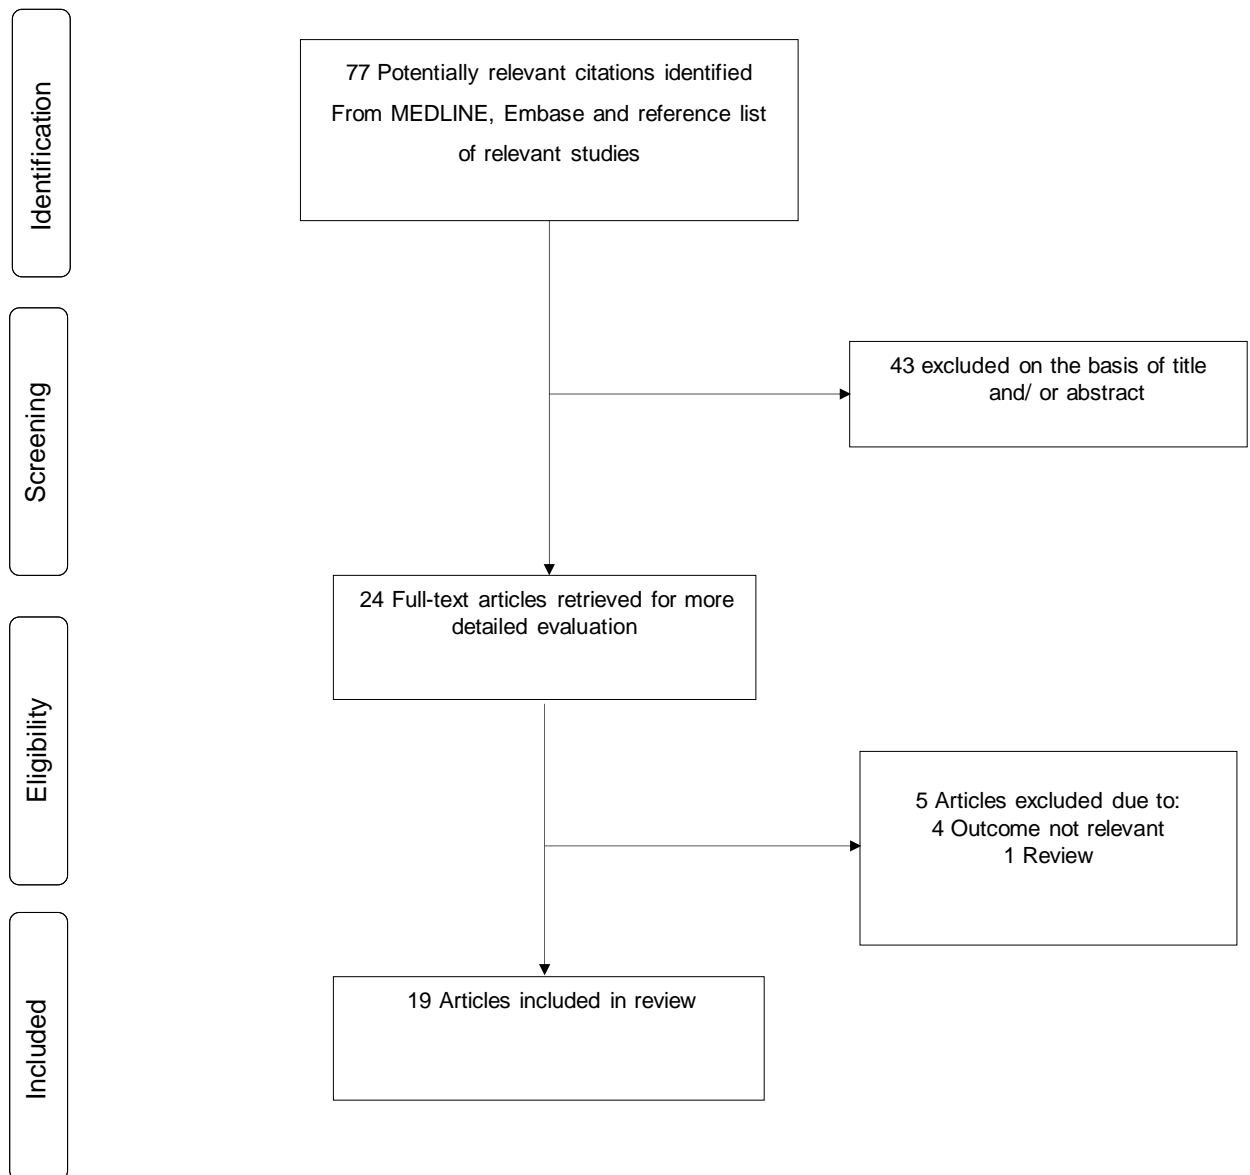 Identification
77 Potentially relevant citations identified
From MEDLINE, Embase and reference list
of relevant studies
Screening
43 excluded on the basis of title
and/ or abstract
24 Full-text articles retrieved for more
detailed evaluation
Eligibility
5 Articles excluded due to:
4 Outcome not relevant
1 Review
Included
19 Articles included in review